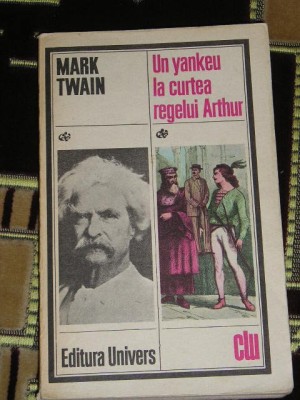 MARK
TWAIN
Un yankeu
la curtea
regelui Arthur
Editura Univers
clu